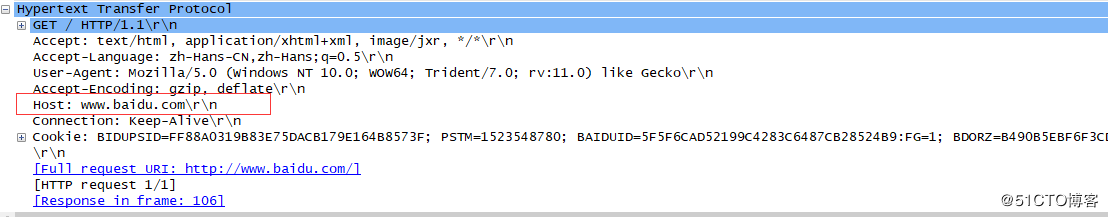 Hypertext Transfer Protocol
GET / HTTP/1.1\r\n
Accept: text/html, application/xhtml+xml, image/jxr, */*\r\n
Accept-Language: zh-Hans-CN,zh-Hans;q=0.5\r\n
User-Agent: Mozilla/5.0 (Windows NT 10.0; WOW64; Trident/7.0; rv:11.0) like Gecko\r\n
Accept-Encoding: gzip, deflate\r\n
Host: www.baidu.com\r\n
Connection: Keep-Alive\r\n
Cookie: BIDUPSID=FF88A0319B83E75DACB179E164B8573F; PSTM=1523548780; BAIDUID=5F5F6CAD52199C4283C6487CB28524B9:FG=1; BDORZ=B490B5EBF6F3CD
\r\n
[Full request URI: http://www.baidu.com/]
[HTTP request 1/1]
[Response in frame: 106]
@51CTO博客